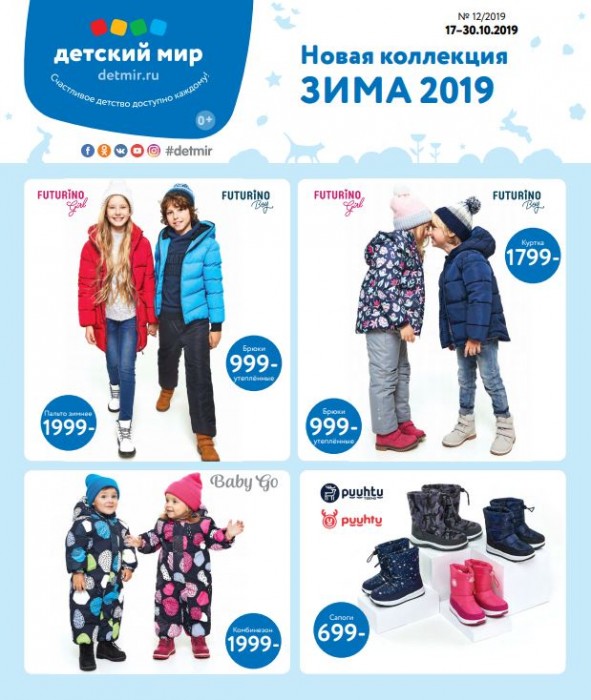 детский мир
detmir.ru
Счастливое детство доступно каждому!
0+
#detmir
№ 12/2019
17–30.10.2019
Новая коллекция
ЗИМА 2019
FUTURINO
Girl
FUTURINO
Boy
Брюки
999-
утеплённые
Пальто зимнее
1999-
FUTURINO
Girl
FUTURINO
Boy
Куртка
1799-
Брюки
999-
утеплённые
Baby Go
Комбинезон
1999-
puuhtu
puuhtu
Сапоги
699-